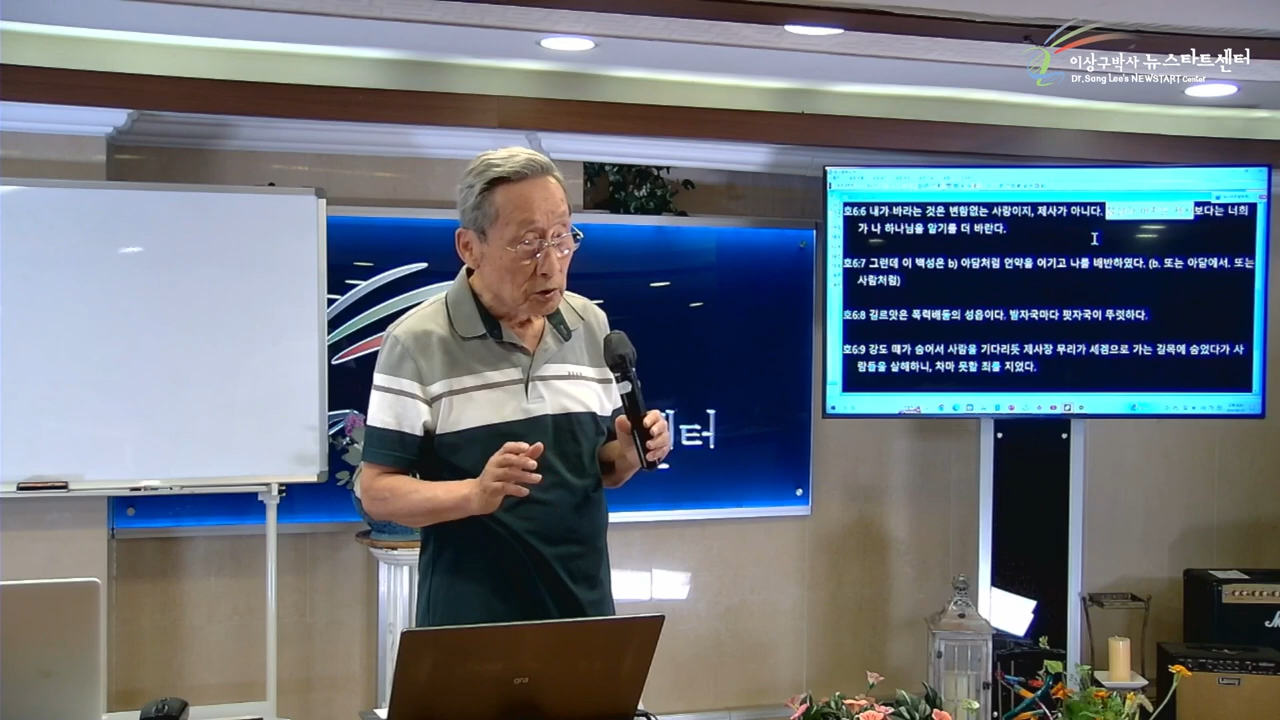 이상구박사 뉴스타트센터
Dr.Sang Lee's NEWSTART Center
호6:6 내가 바라는 것은 변함없는 사랑이지, 제사가 아니다. 보다는 너희
가 나 하나님을 알기를 더 바란다.
호6:7 그런데 이 백성은 b) 아담처럼 언약을 어기고 나를 배반하였다. (b. 또는 아담에서. 또는
사람처럼)
호6:8 길르앗은 폭력배들의 성읍이다. 발자국마다 핏자국이 뚜렷하다.
호6:9 강도 떼가 숨어서 사람을 기다리듯 제사장 무리가 세겜으로 가는 길목에 숨었다가 사
람들을 살해하니, 차마 못할 죄를 지었다.
터
gra